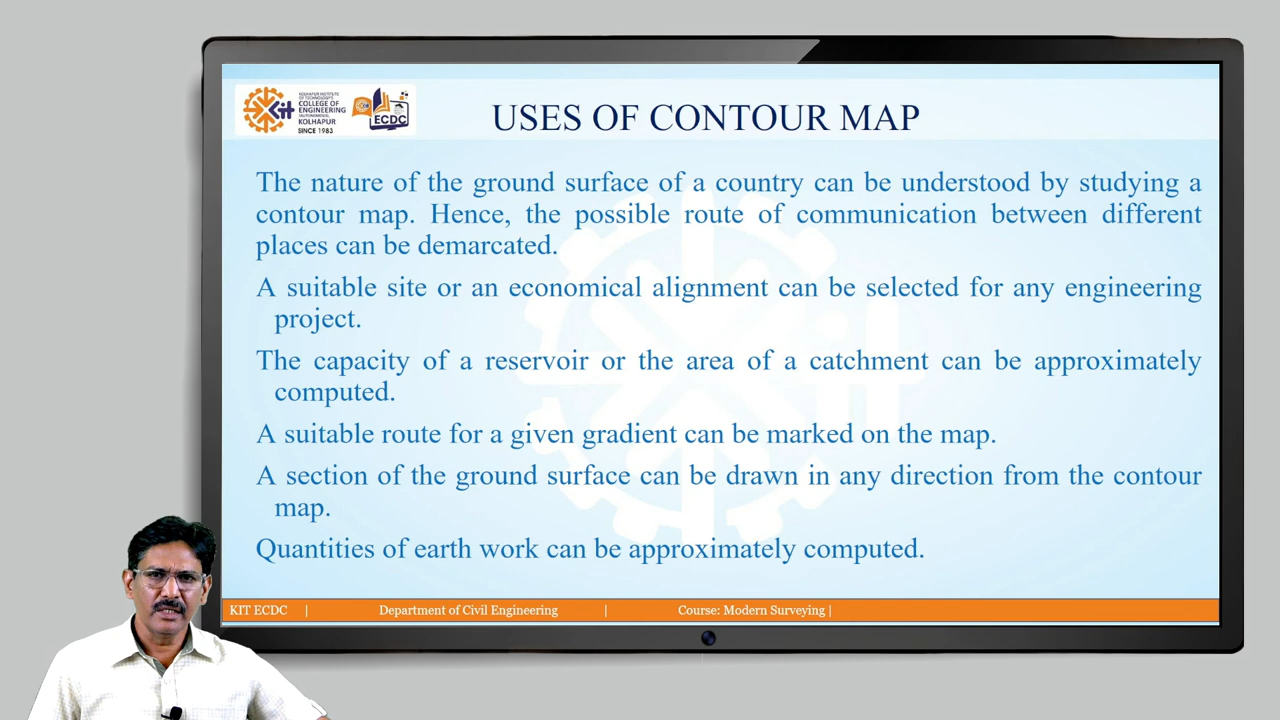 KOLHAPUR INSTITUTE
OF TECHNOLOGY'S
COLLEGE OF
ENGINEERING
(AUTONOMOUS),
KOLHAPUR
SINCE 1983
KIT
ECDC
USES OF CONTOUR MAP
The nature of the ground surface of a country can be understood by studying a
contour map. Hence, the possible route of communication between different
places can be demarcated.
A suitable site or an economical alignment can be selected for any engineering
project.
The capacity of a reservoir or the area of a catchment can be approximately
computed.
A suitable route for a given gradient can be marked on the map.
A section of the ground surface can be drawn in any direction from the contour
map.
Quantities of earth work can be approximately computed.
KIT ECDC | Department of Civil Engineering | Course: Modern Surveying |